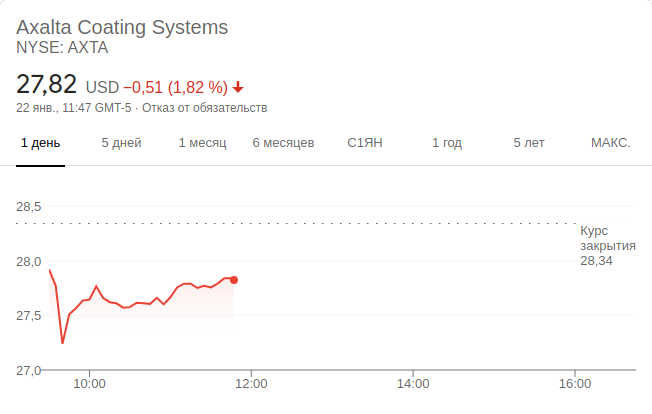 Axalta Coating Systems
NYSE: AXTA
27,82 USD −0,51 (1,82 %)
22 янв., 11:47 GMT-5 · Отказ от обязательств
1 день 5 дней 1 месяц 6 месяцев С1ЯН 1 год 5 лет МАКС.
28,5
Курс
закрытия
28,0 28,34
27,5
27,0
10:00 12:00 14:00 16:00